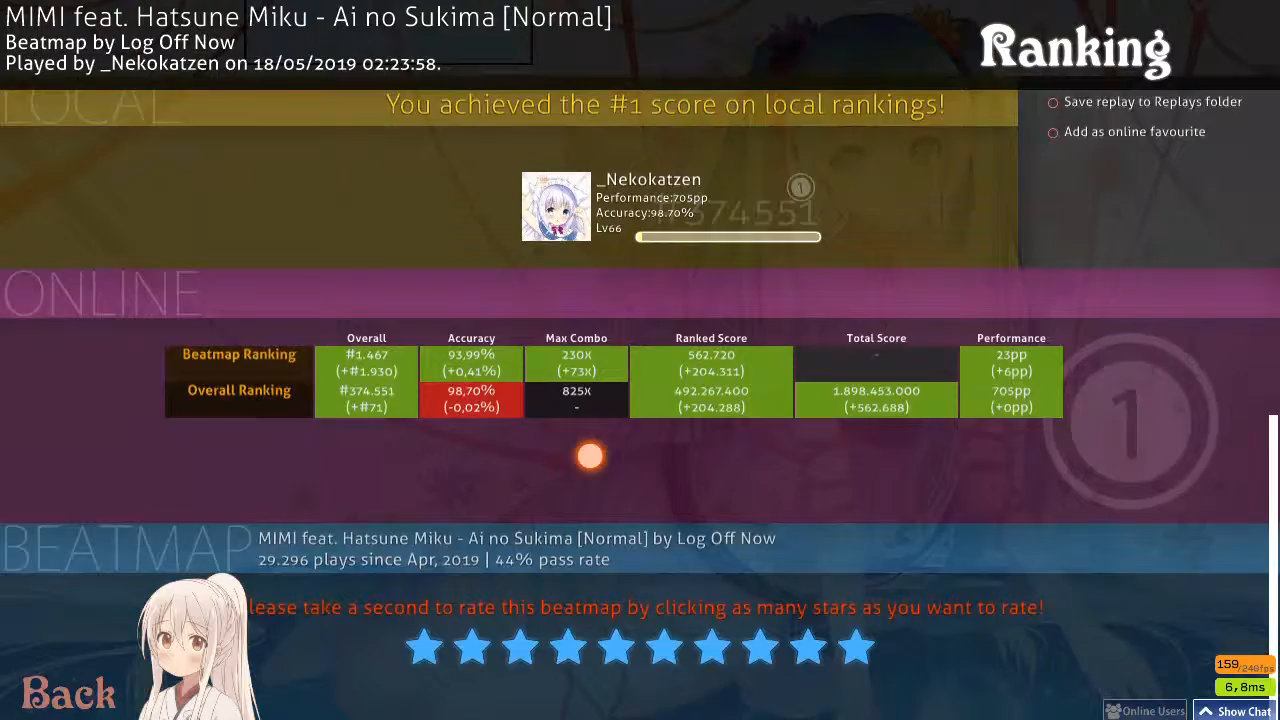 MIMI feat. Hatsune Miku - Ai no Sukima [Normal]
Beatmap by Log Off Now
Played by _Nekokatzen on 18/05/2019 02:23:58.
Ranking
LOCAL
You achieved the #1 score on local rankings!
Save replay to Replays folder
Add as online favourite
_Nekokatzen
1
Performance:705pp
Accuracy:98.70%
374551
Lv66
ONLINE
Overall Accuracy Max Combo Ranked Score Total Score Performance
Beatmap Ranking #1.467 93,99% 230x 562.720 - 23pp
(+#1.930) (+0,41%) (+73x) (+204.311) (+6pp)
Overall Ranking #374.551 98,70% 825x 492.267.400 1.898.453.000 705pp
(+#71) (-0,02%) - (+204.288) (+562.688) (+0pp)
1
BEATMAP
MIMI feat. Hatsune Miku - Ai no Sukima [Normal] by Log Off Now
29.296 plays since Apr, 2019 | 44% pass rate
lease take a second to rate this beatmap by clicking as many stars as you want to rate!
Back
159/240fps
6,8ms
Online Users
Show Chat